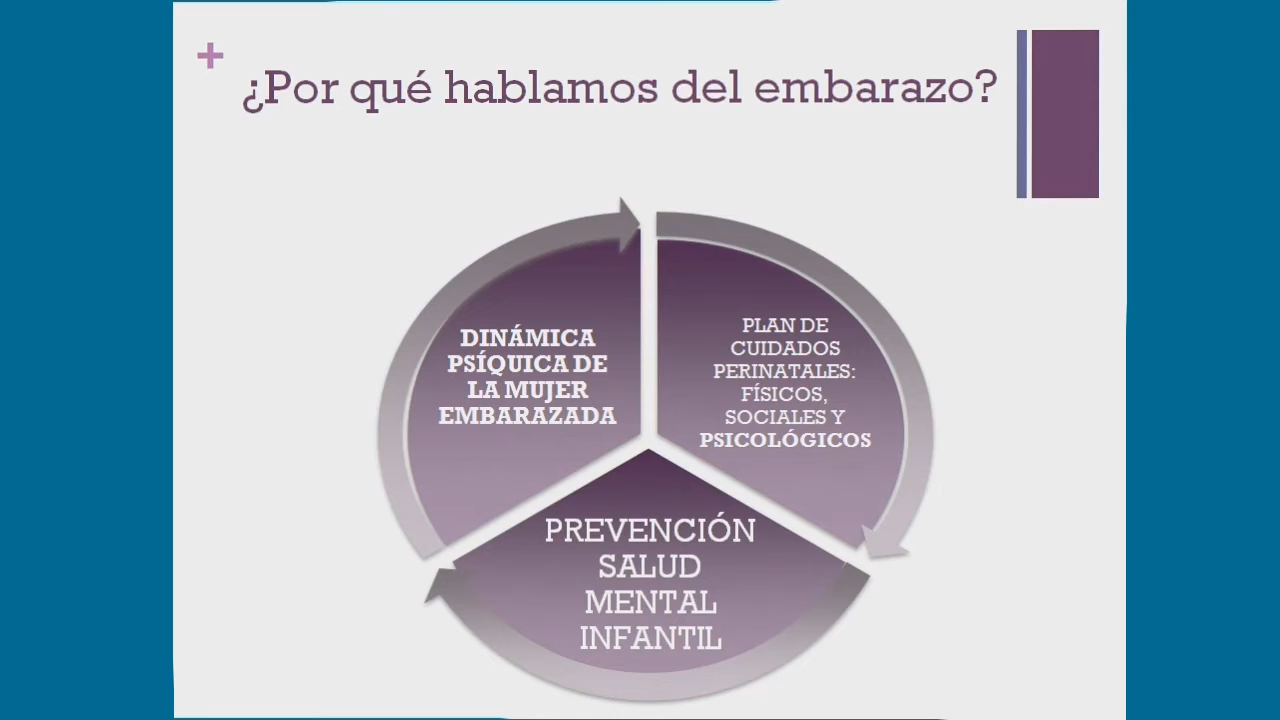 ¿Por qué hablamos del embarazo?
DINÁMICA
PSÍQUICA DE
LA MUJER
EMBARAZADA
PLAN DE
CUIDADOS
PERINATALES:
FÍSICOS,
SOCIALES Y
PSICOLÓGICOS
PREVENCIÓN
SALUD
MENTAL
INFANTIL